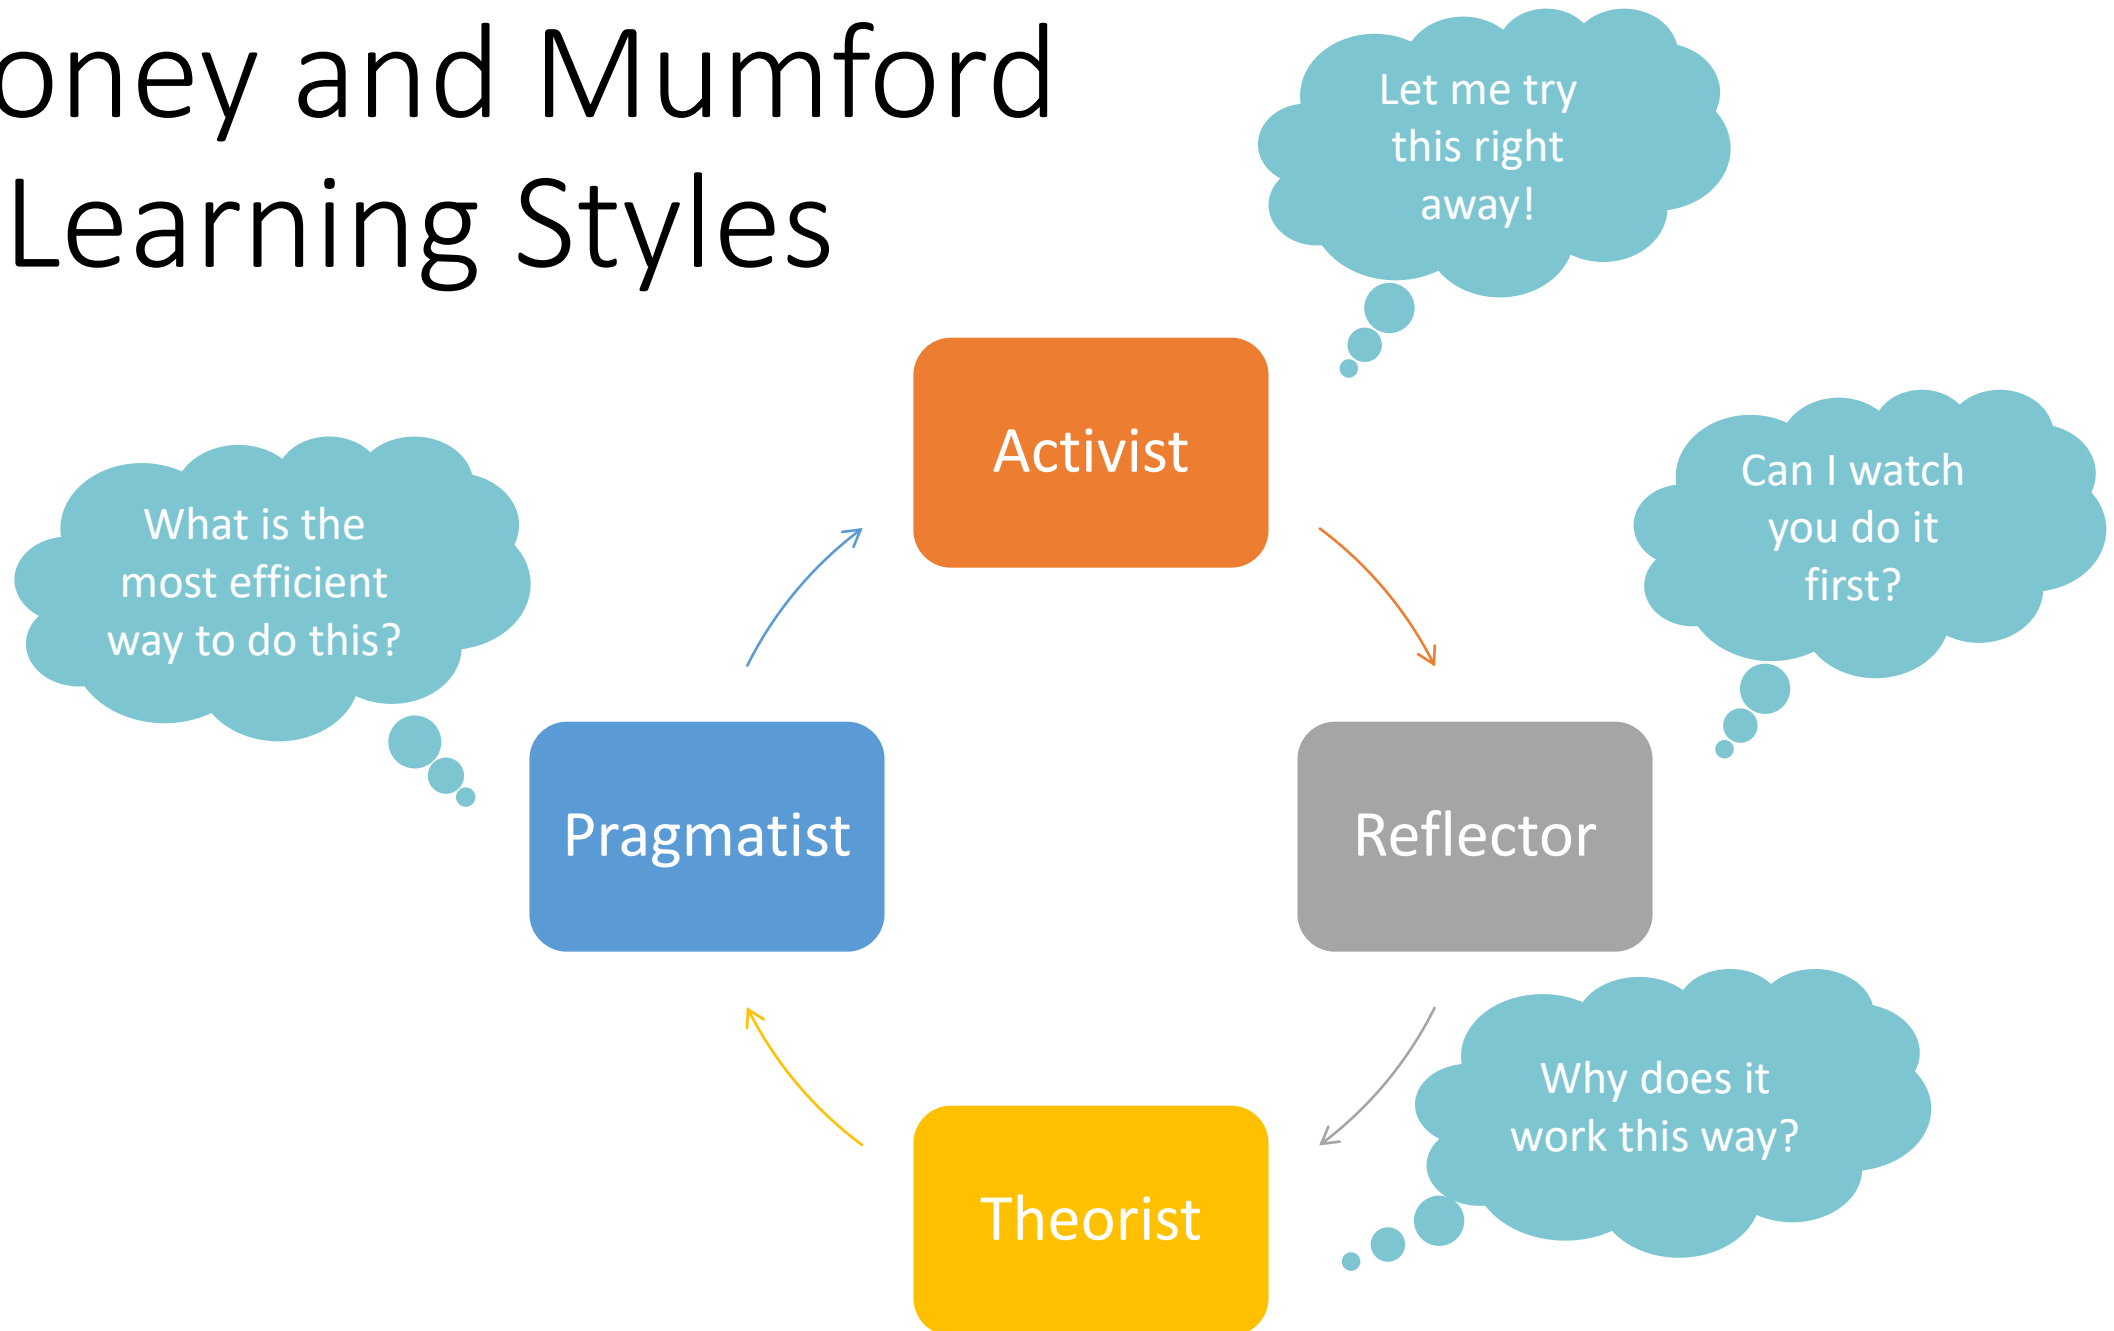 oney and Mumford
Learning Styles
Let me try
this right
away!
Activist
Can I watch
you do it
first?
What is the
most efficient
way to do this?
Pragmatist
Reflector
Why does it
work this way?
Theorist